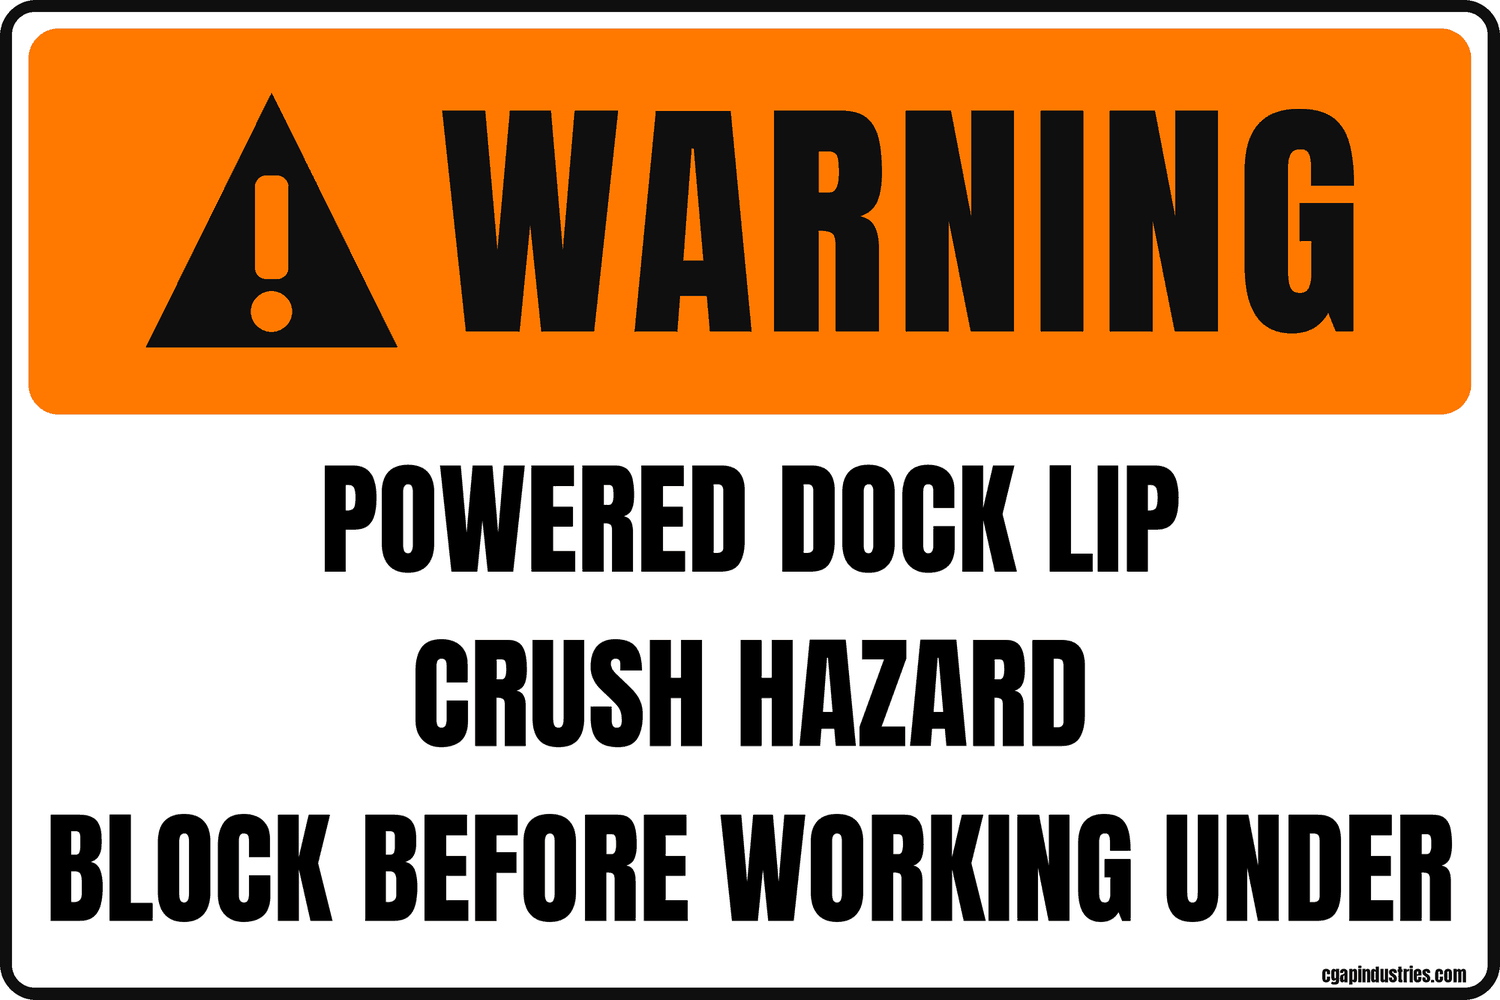 WARNING
POWERED DOCK LIP
CRUSH HAZARD
BLOCK BEFORE WORKING UNDER
cgapindustries.com